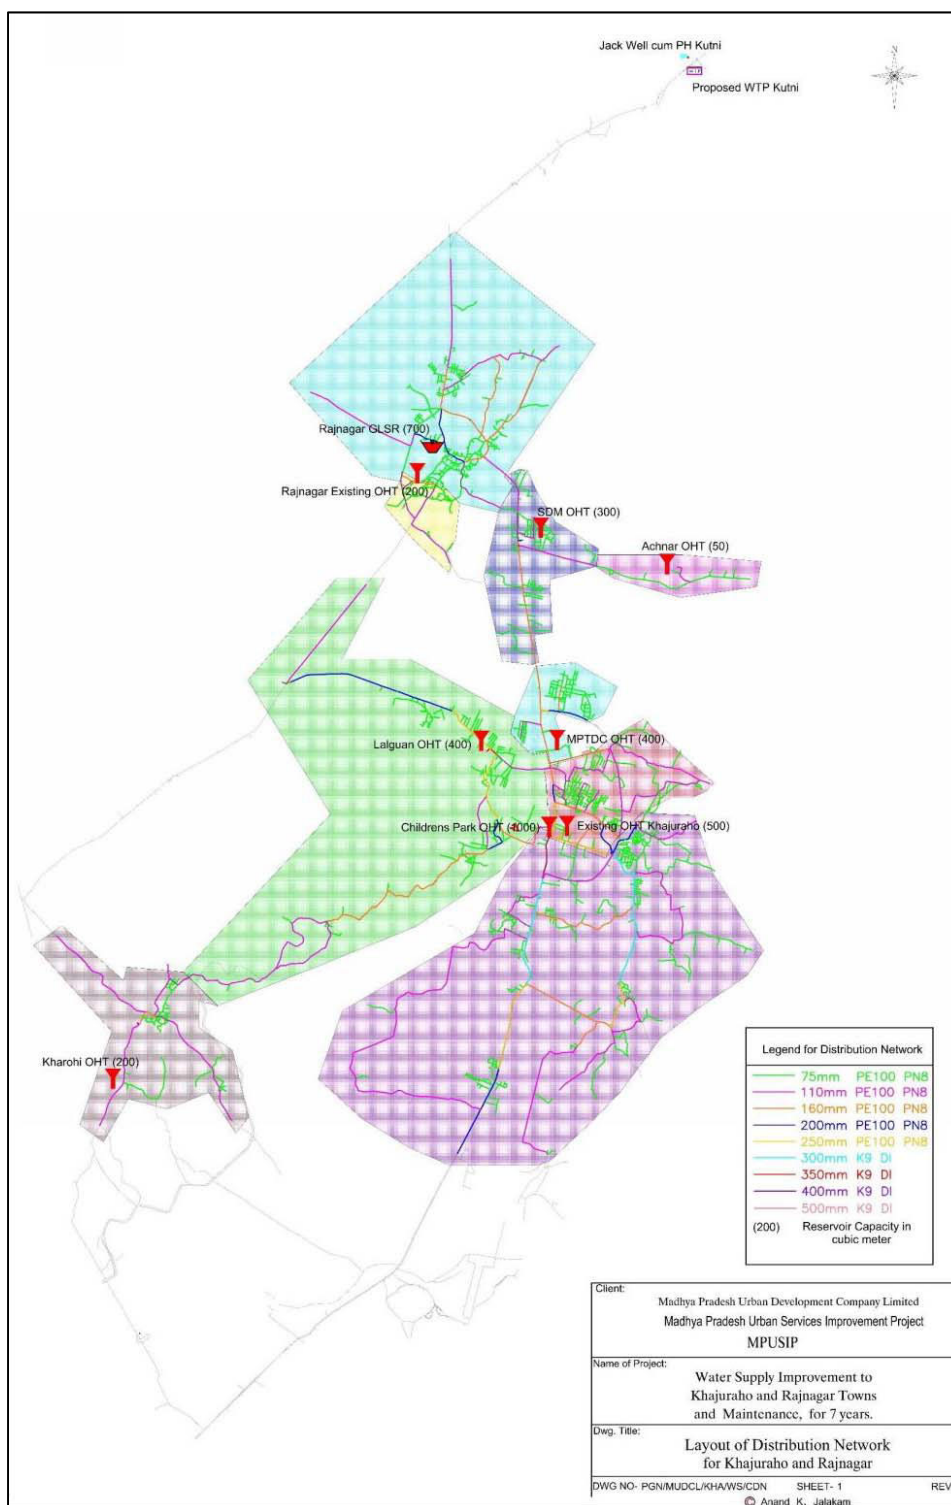 Jack Well cum PH Kutni
N
Proposed WTP Kutni
Rajnagar GLSR (700)
Rajnagar Existing OHT (200)
SDM OHT (300)
Achnar OHT (50)
Lalguan OHT (400)
MPTDC OHT (400)
Childrens Park OHT (1000)
Existing OHT Khajuraho (500)
Kharohi OHT (200)
Legend for Distribution Network
75mm PE100 PN8
110mm PE100 PN8
160mm PE100 PN8
200mm PE100 PN8
250mm PE100 PN8
300mm K9 DI
350mm K9 DI
400mm K9 DI
500mm K9 DI
(200) Reservoir Capacity in
cubic meter
Client:
Madhya Pradesh Urban Development Company Limited
Madhya Pradesh Urban Services Improvement Project
MPUSIP
Name of Project:
Water Supply Improvement to
Khajuraho and Rajnagar Towns
and Maintenance, for 7 years.
Dwg. Title:
Layout of Distribution Network
for Khajuraho and Rajnagar
DWG NO- PGN/MUDCL/KHA/WS/CDN SHEET- 1 REV
© Anand K. Jalakam